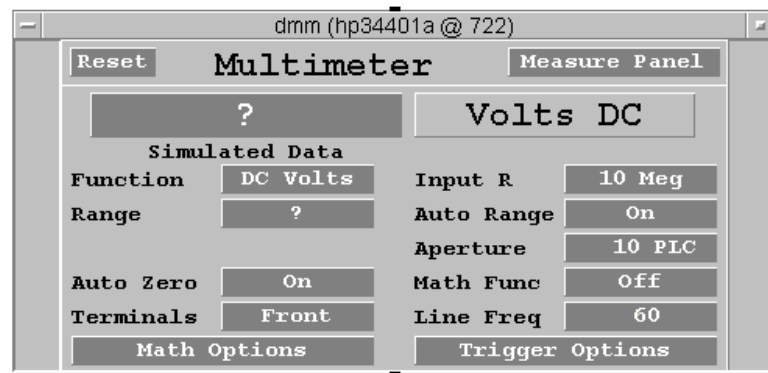 dmm (hp34401a @ 722)
Reset Multimeter Measure Panel
? Volts DC
Simulated Data
Function DC Volts Input R 10 Meg
Range ? Auto Range On
Aperture 10 PLC
Auto Zero On Math Func Off
Terminals Front Line Freq 60
Math Options Trigger Options